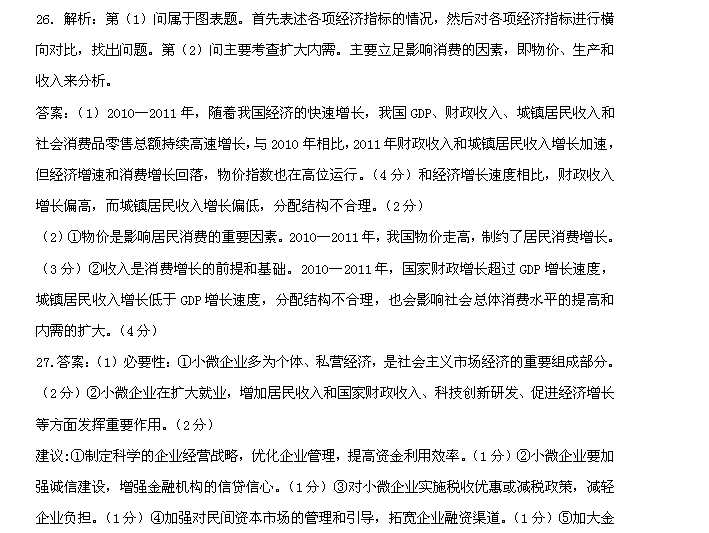 26. 解析：第（1）问属于图表题。首先表述各项经济指标的情况，然后对各项经济指标进行横
向对比，找出问题。第（2）问主要考查扩大内需。主要立足影响消费的因素，即物价、生产和
收入来分析。
答案：（1）2010—2011 年，随着我国经济的快速增长，我国 GDP、财政收入、城镇居民收入和
社会消费品零售总额持续高速增长，与 2010 年相比，2011 年财政收入和城镇居民收入增长加速，
但经济增速和消费增长回落，物价指数也在高位运行。（4 分）和经济增长速度相比，财政收入
增长偏高，而城镇居民收入增长偏低，分配结构不合理。（2 分）
（2）①物价是影响居民消费的重要因素。2010—2011 年，我国物价走高，制约了居民消费增长。
（3 分）②收入是消费增长的前提和基础。2010—2011 年，国家财政增长超过 GDP 增长速度，
城镇居民收入增长低于 GDP 增长速度，分配结构不合理，也会影响社会总体消费水平的提高和
内需的扩大。（4 分）
27.答案：（1）必要性：①小微企业多为个体、私营经济，是社会主义市场经济的重要组成部分。
（2 分）②小微企业在扩大就业，增加居民收入和国家财政收入、科技创新研发、促进经济增长
等方面发挥重要作用。（2 分）
建议:①制定科学的企业经营战略，优化企业管理，提高资金利用效率。（1 分）②小微企业要加
强诚信建设，增强金融机构的信贷信心。（1 分）③对小微企业实施税收优惠或减税政策，减轻
企业负担。（1 分）④加强对民间资本市场的管理和引导，拓宽企业融资渠道。（1 分）⑤加大金